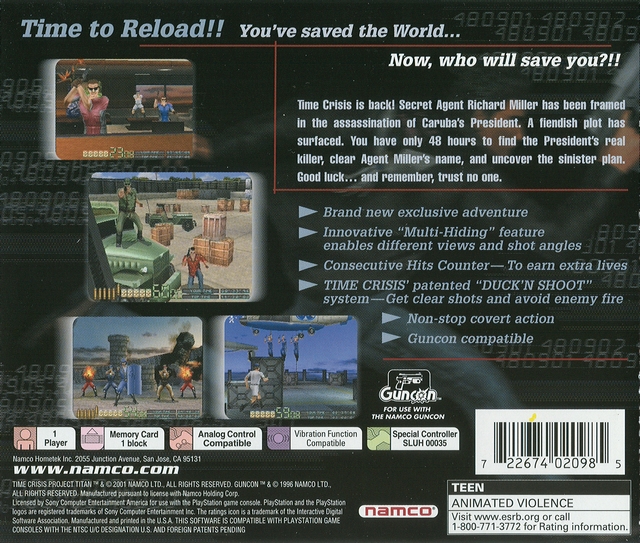 Time to Reload!! You've saved the World...
Now, who will save you?!!
Time Crisis is back! Secret Agent Richard Miller has been framed
in the assassination of Caruba's President. A fiendish plot has
surfaced. You have only 48 hours to find the President's real
killer, clear Agent Miller's name, and uncover the sinister plan.
Good luck... and remember, trust no one.
Brand new exclusive adventure
Innovative "Multi-Hiding" feature
enables different views and shot angles
Consecutive Hits Counter—To earn extra lives
TIME CRISIS' patented "DUCK'N SHOOT"
system—Get clear shots and avoid enemy fire
Non-stop covert action
Guncon compatible
Guncon
FOR USE WITH
THE NAMCO GUNCON
1
Player
Memory Card
1 block
Analog Control
Compatible
Vibration Function
Compatible
Special Controller
SLUH 00035
Namco Hometek Inc. 2055 Junction Avenue, San Jose, CA 95131
www.namco.com
TIME CRISIS PROJECT TITAN ™ & © 2001 NAMCO LTD., ALL RIGHTS RESERVED. GUNCON ™ & © 1996 NAMCO LTD.,
ALL RIGHTS RESERVED. Manufactured pursuant to license with Namco Holding Corp.
Licensed by Sony Computer Entertainment America for use with the PlayStation game console. PlayStation and the PlayStation
logos are registered trademarks of Sony Computer Entertainment Inc. The ratings icon is a trademark of the Interactive Digital
Software Association. Manufactured and printed in the U.S.A. THIS SOFTWARE IS COMPATIBLE WITH PLAYSTATION GAME
CONSOLES WITH THE NTSC U/C DESIGNATION. U.S. AND FOREIGN PATENTS PENDING
namco
7 22674 02098 5
TEEN
ANIMATED VIOLENCE
Visit www.esrb.org or call
1-800-771-3772 for Rating information.